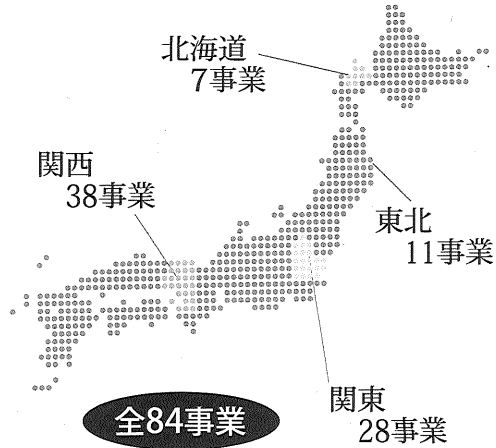 北海道
7事業
関西
38事業
東北
11事業
関東
28事業
全84事業